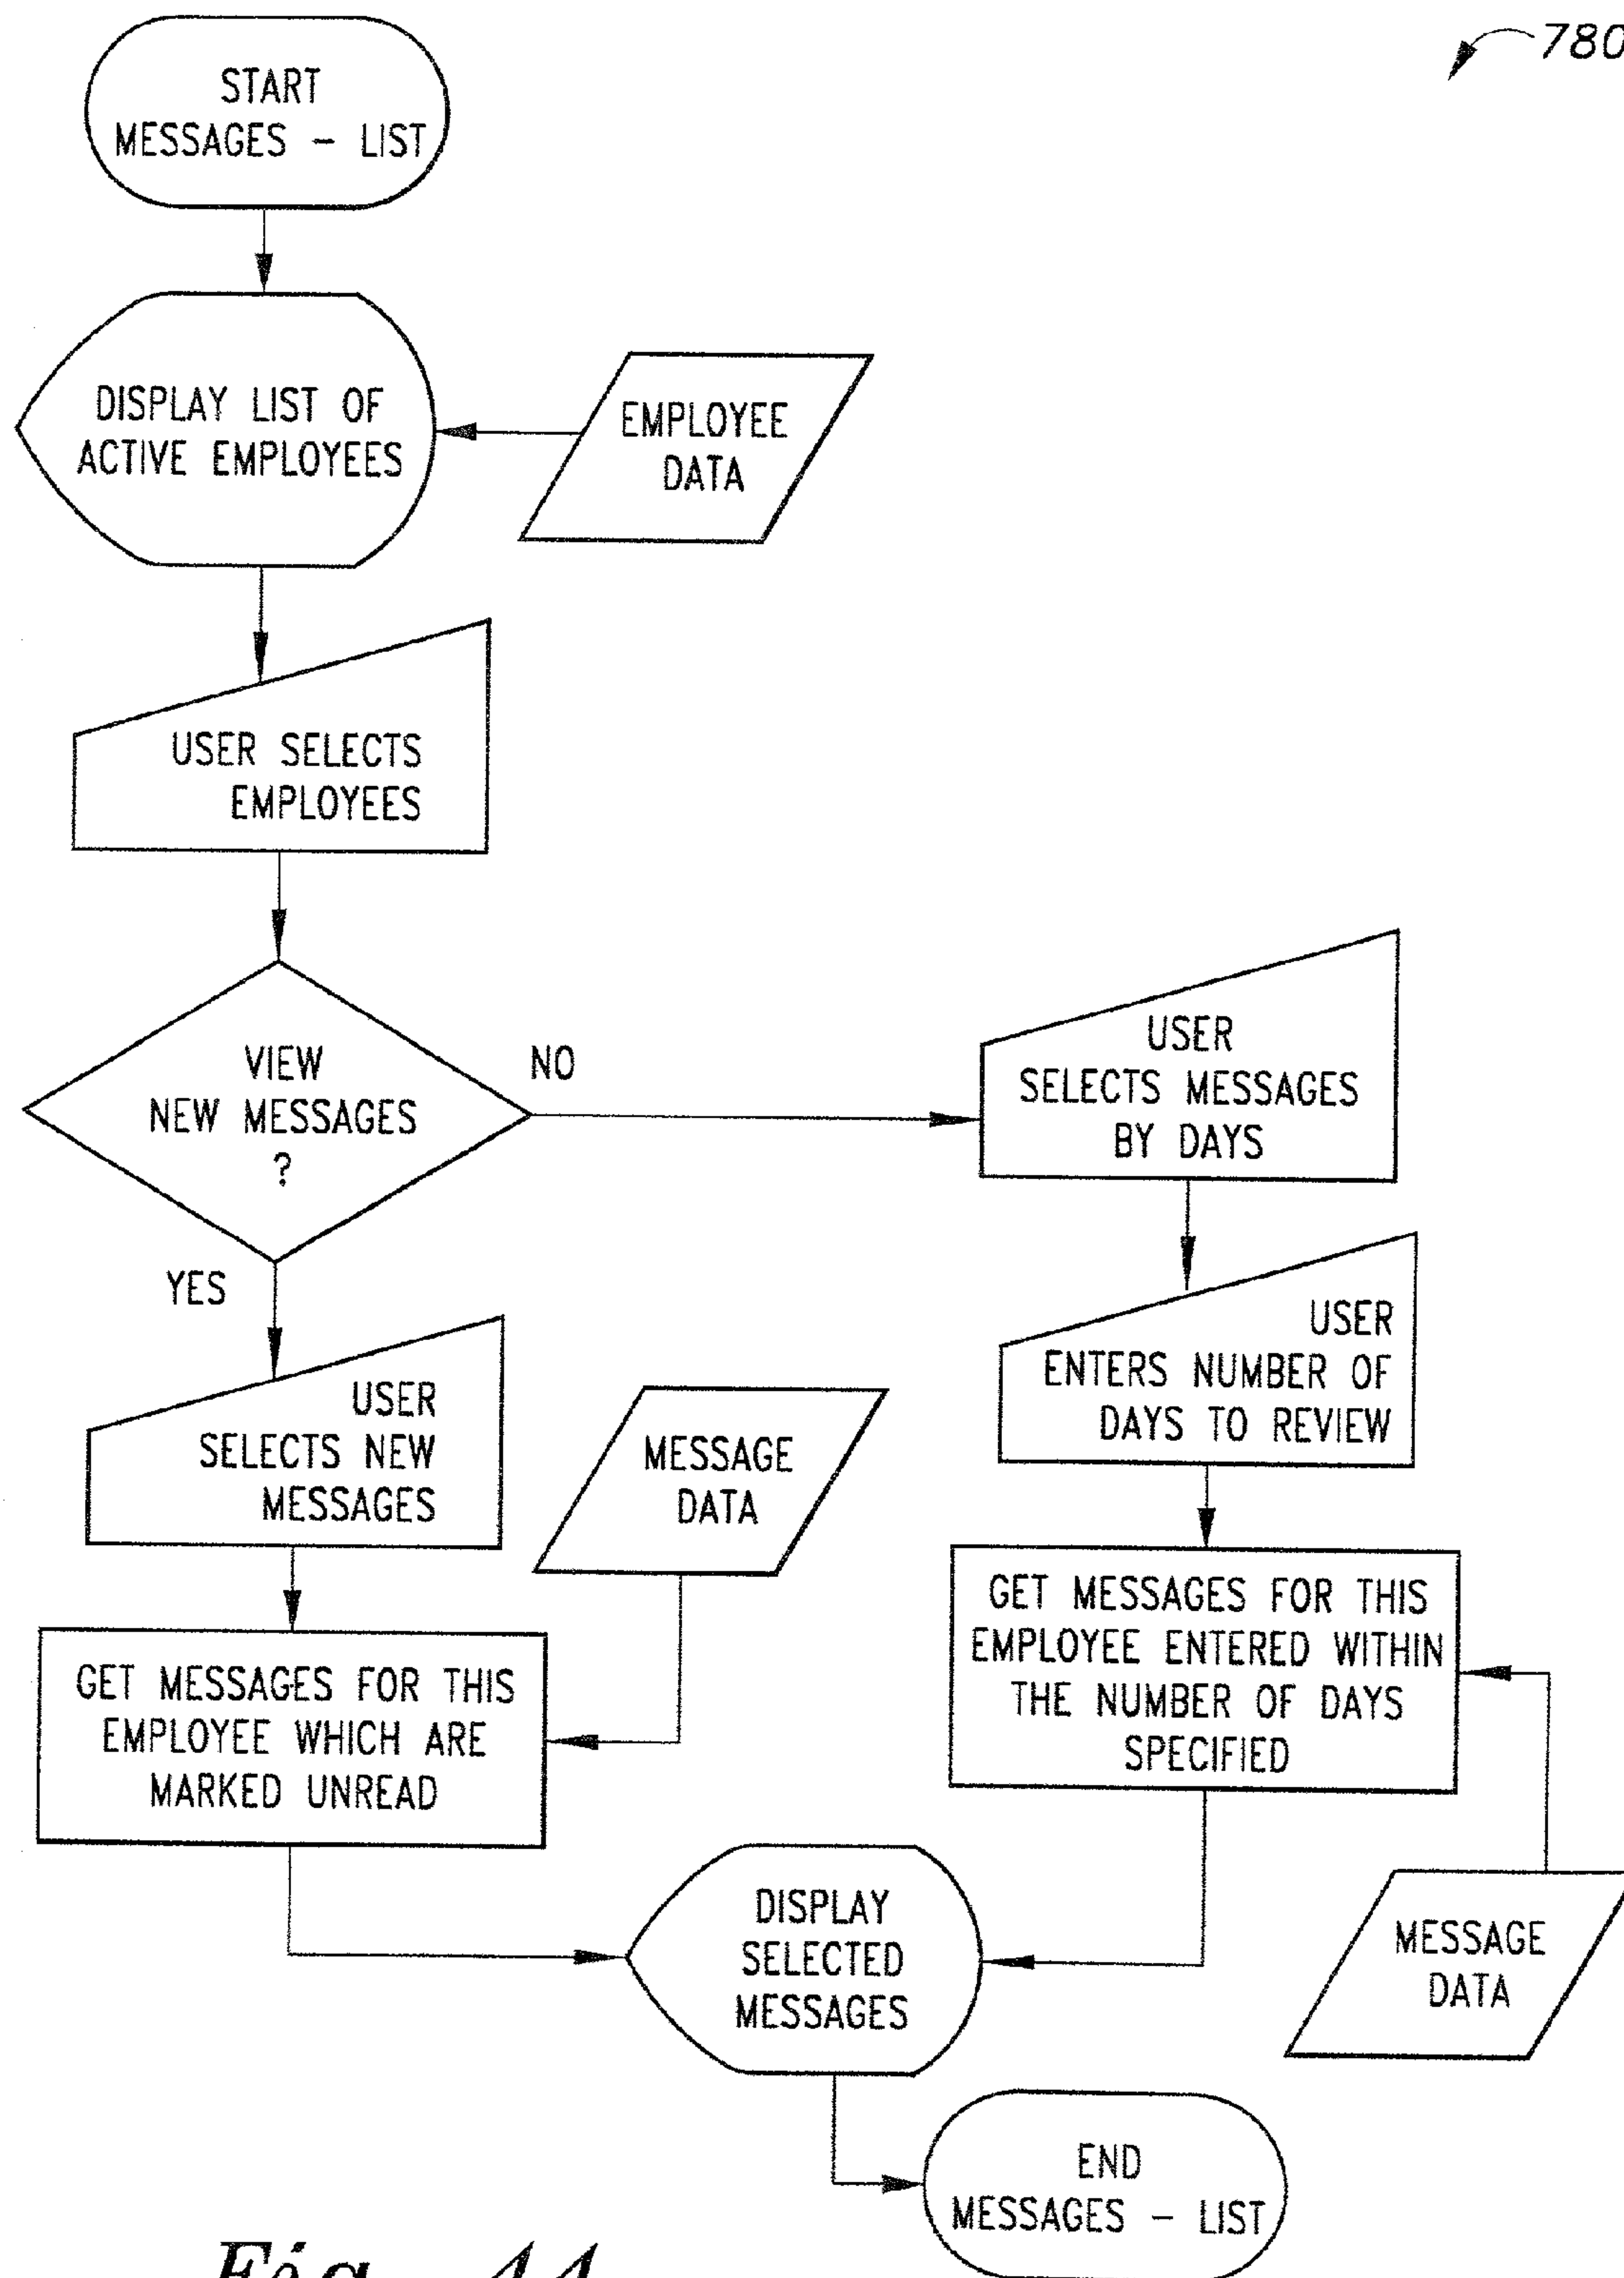 780
START
MESSAGES – LIST
DISPLAY LIST OF
ACTIVE EMPLOYEES
EMPLOYEE
DATA
USER SELECTS
EMPLOYEES
VIEW
NEW MESSAGES
?
NO
YES
USER
SELECTS MESSAGES
BY DAYS
USER
ENTERS NUMBER OF
DAYS TO REVIEW
USER
SELECTS NEW
MESSAGES
MESSAGE
DATA
GET MESSAGES FOR THIS
EMPLOYEE ENTERED WITHIN
THE NUMBER OF DAYS
SPECIFIED
GET MESSAGES FOR THIS
EMPLOYEE WHICH ARE
MARKED UNREAD
DISPLAY
SELECTED
MESSAGES
MESSAGE
DATA
END
MESSAGES – LIST
Fig.